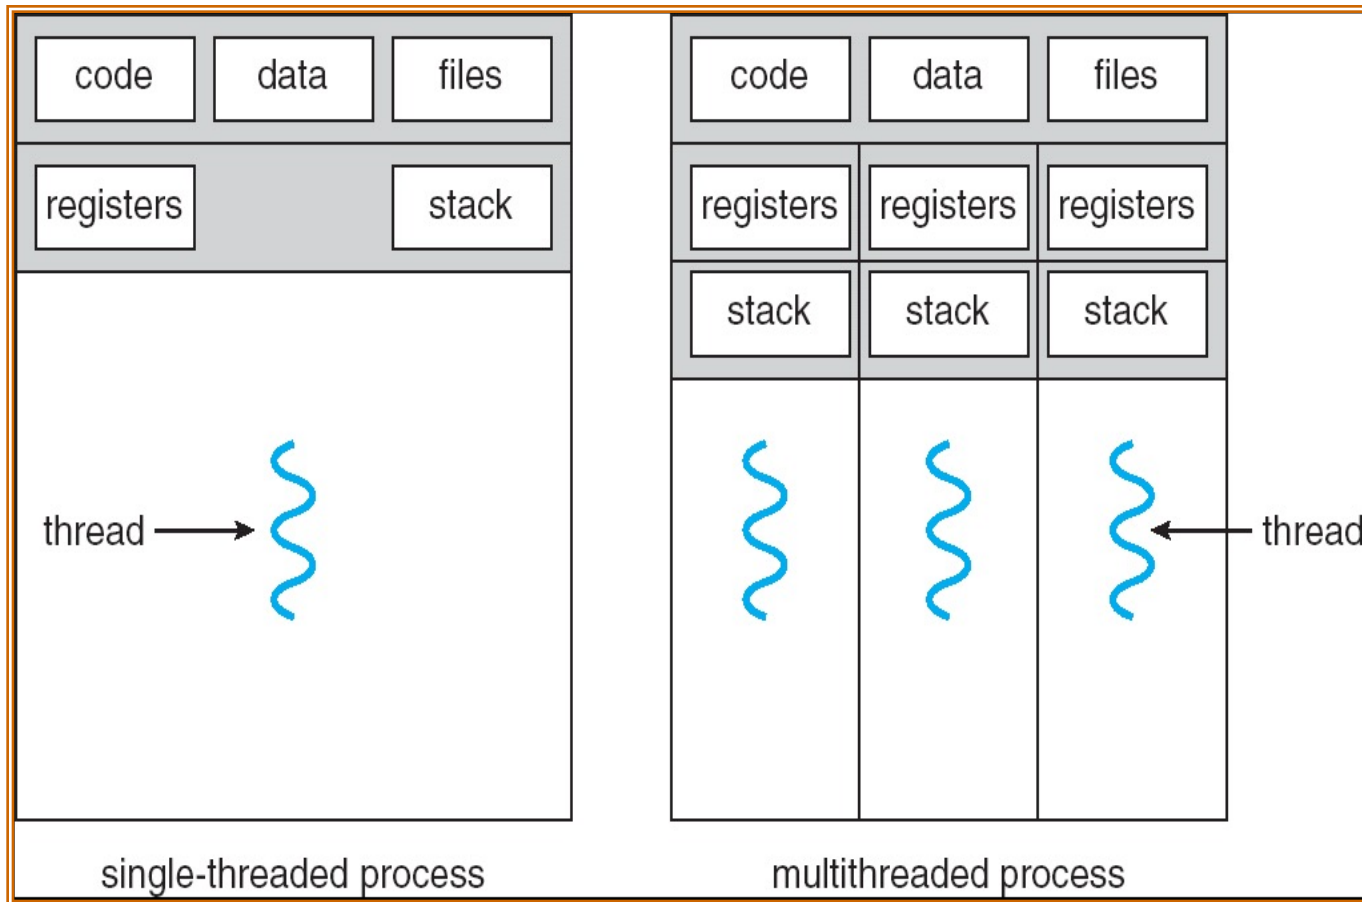 code data files code data files
registers stack registers registers registers
stack stack stack
thread thread
single-threaded process multithreaded process